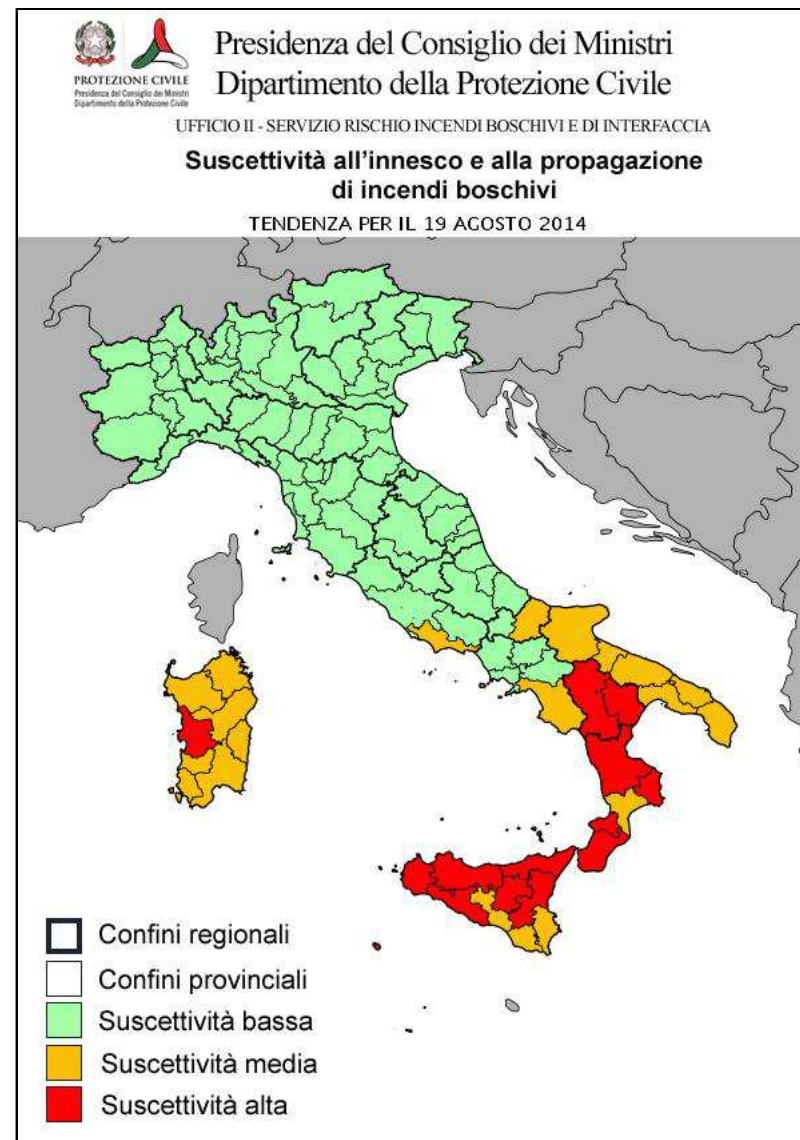 PROTEZIONE CIVILE
Presidenza del Consiglio dei Ministri
Dipartimento della Protezione Civile
Presidenza del Consiglio dei Ministri
Dipartimento della Protezione Civile
UFFICIO II - SERVIZIO RISCHIO INCENDI BOSCHIVI E DI INTERFACCIA
Suscettività all'innesco e alla propagazione
di incendi boschivi
TENDENZA PER IL 19 AGOSTO 2014
Confini regionali
Confini provinciali
Suscettività bassa
Suscettività media
Suscettività alta